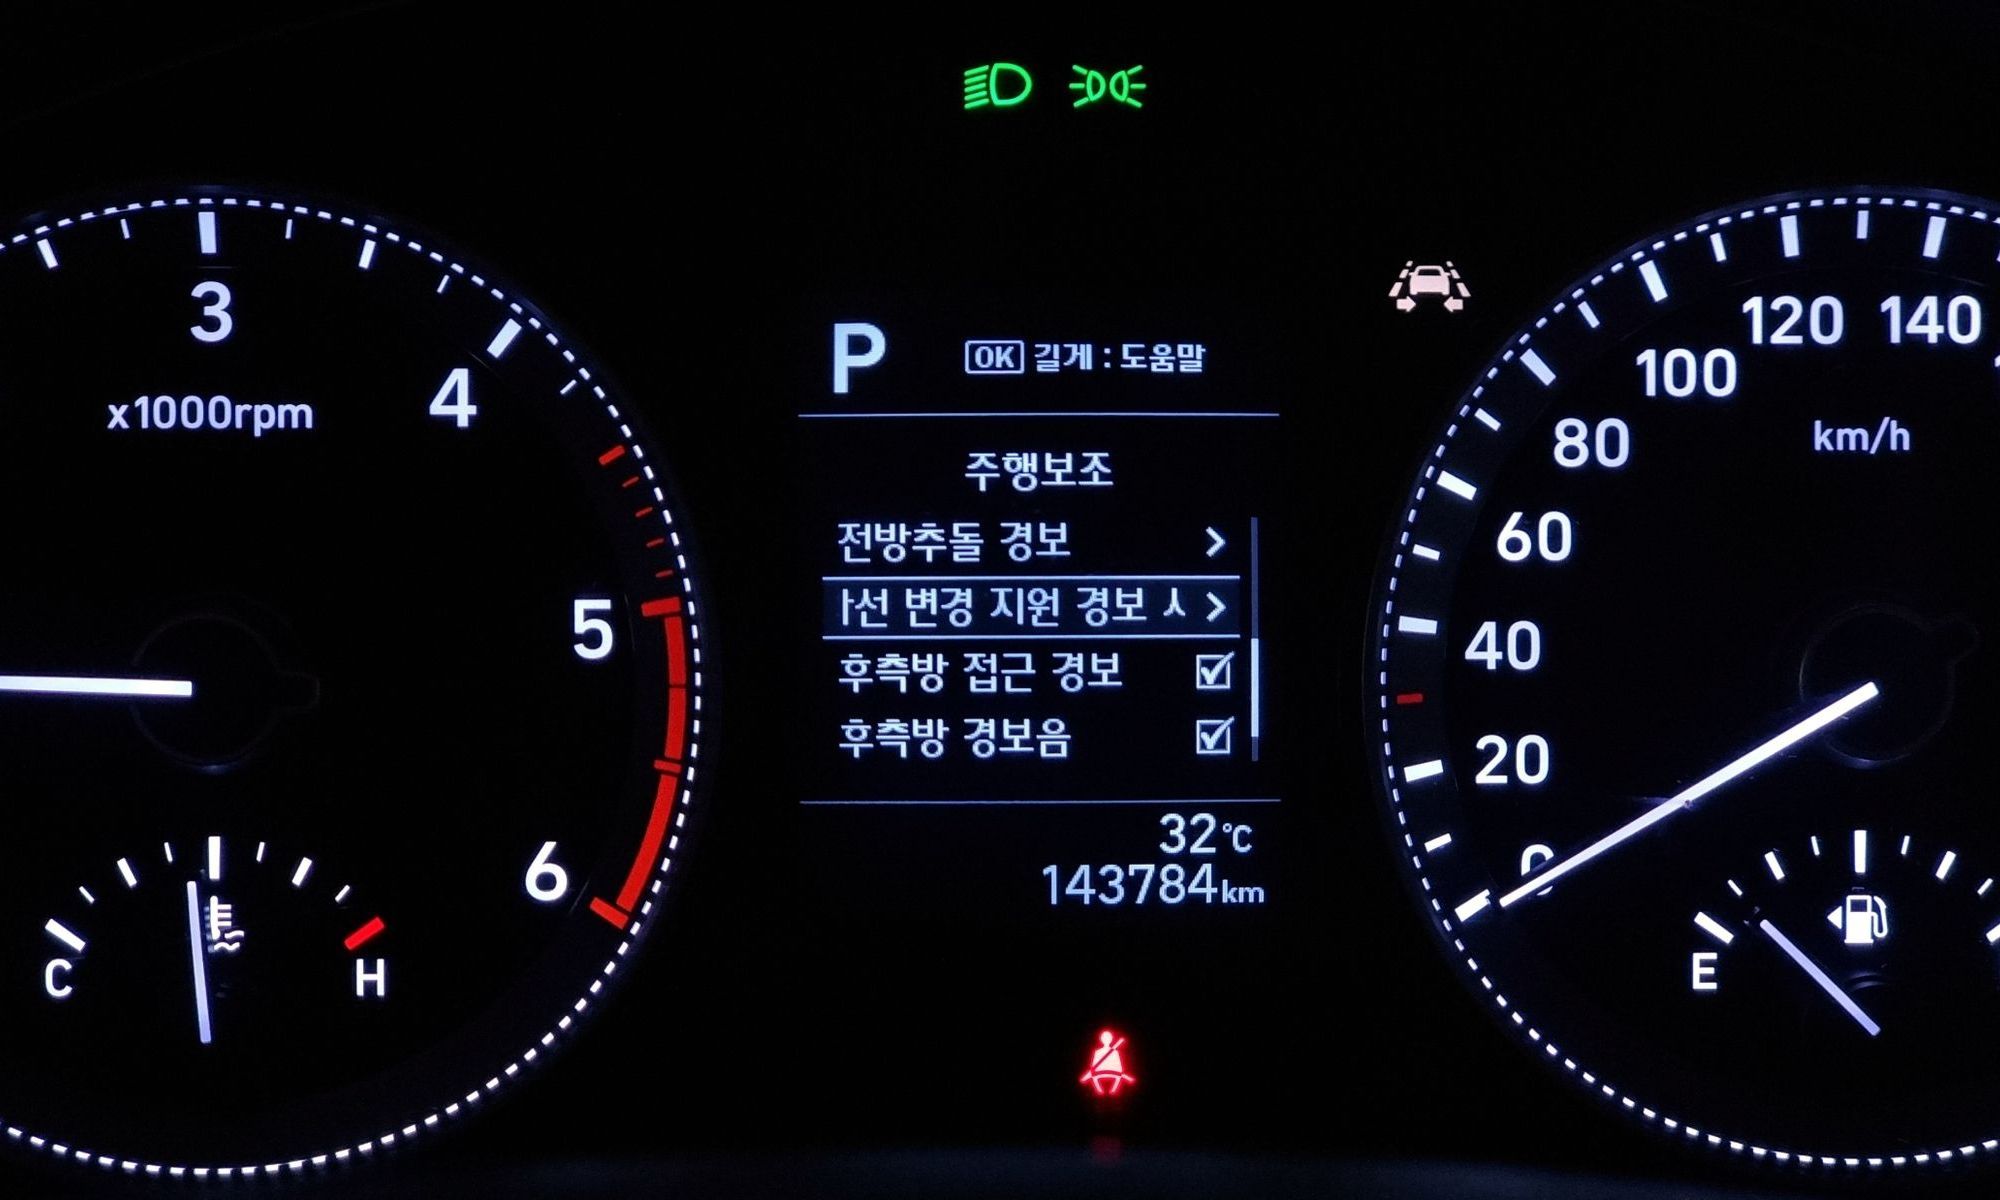 3
4
x1000rpm
5
6
C
H
P
OK 길게 : 도움말
주행보조
전방추돌 경보
선 변경 지원 경보
후측방 접근 경보
후측방 경보음
32℃
143784km
140
120
100
80
60
40
20
0
km/h
E